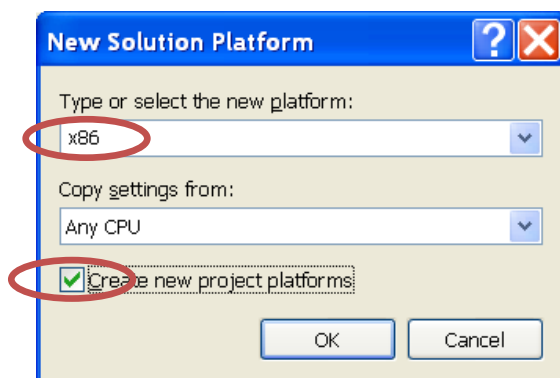 New Solution Platform
Type or select the new platform:
x86
Copy settings from:
Any CPU
Create new project platforms
OK Cancel